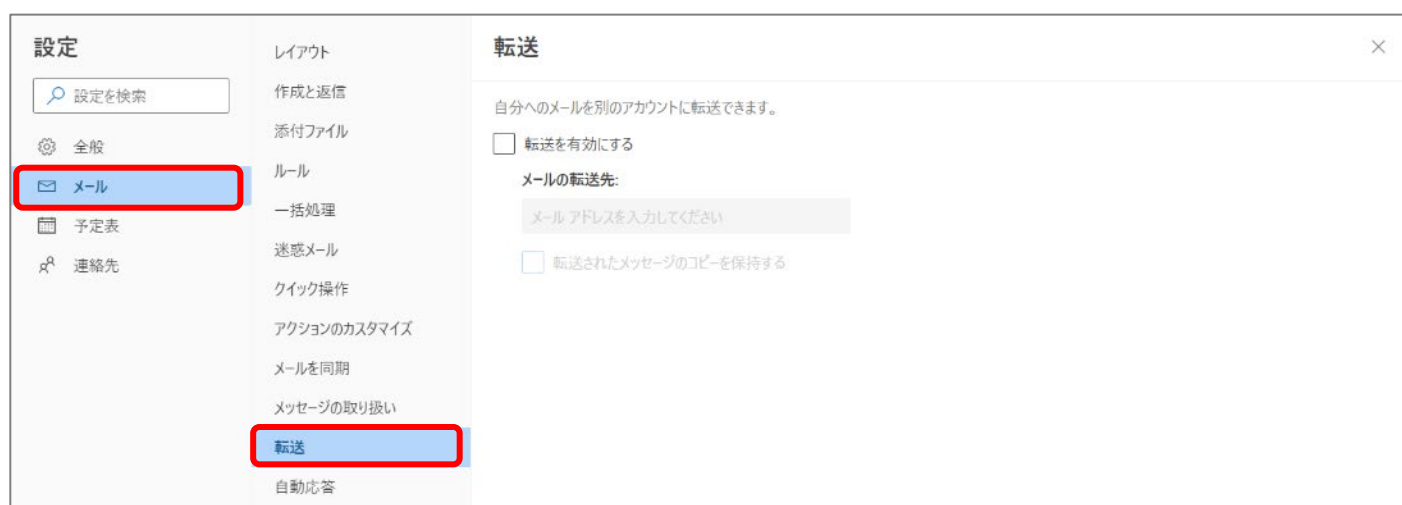 設定
設定を検索
全般
メール
予定表
連絡先
レイアウト
作成と返信
添付ファイル
ルール
一括処理
迷惑メール
クイック操作
アクションのカスタマイズ
メールを同期
メッセージの取り扱い
転送
自動応答
転送
自分へのメールを別のアカウントに転送できます。
転送を有効にする
メールの転送先:
メール アドレスを入力してください
転送されたメッセージのコピーを保持する